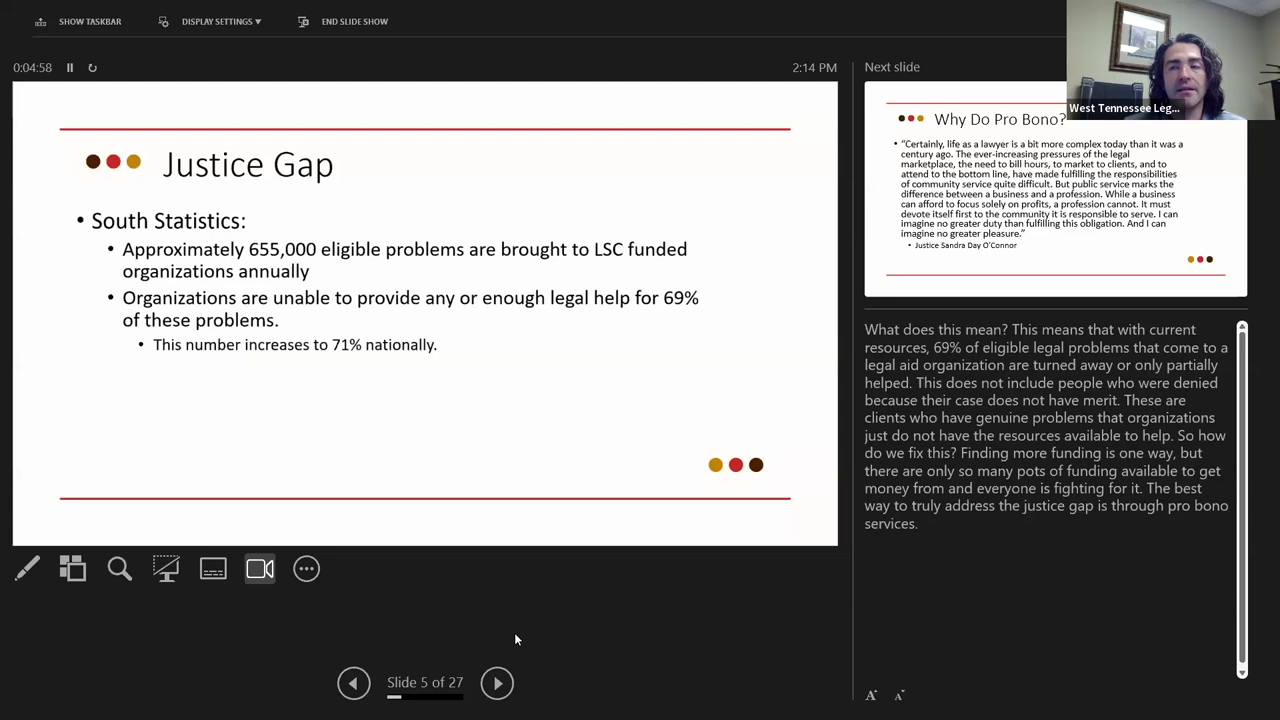 SHOW TASKBAR
DISPLAY SETTINGS ▼
END SLIDE SHOW
0:04:58
2:14 PM
Justice Gap
• South Statistics:
• Approximately 655,000 eligible problems are brought to LSC funded
organizations annually
• Organizations are unable to provide any or enough legal help for 69%
of these problems.
• This number increases to 71% nationally.
Slide 5 of 27
Next slide
West Tennessee Leg...
Why Do Pro Bono?
• “Certainly, life as a lawyer is a bit more complex today than it was a
century ago. The ever-increasing pressures of the legal
marketplace, the need to bill hours, to market to clients, and to
attend to the bottom line, have made fulfilling the responsibilities
of community service quite difficult. But public service marks the
difference between a business and a profession. While a business
can afford to focus solely on profits, a profession cannot. It must
devote itself first to the community it is responsible to serve. I can
imagine no greater duty than fulfilling this obligation. And I can
imagine no greater pleasure.”
• Justice Sandra Day O’Connor
What does this mean? This means that with current
resources, 69% of eligible legal problems that come to a
legal aid organization are turned away or only partially
helped. This does not include people who were denied
because their case does not have merit. These are
clients who have genuine problems that organizations
just do not have the resources available to help. So how
do we fix this? Finding more funding is one way, but
there are only so many pots of funding available to get
money from and everyone is fighting for it. The best
way to truly address the justice gap is through pro bono
services.
A A